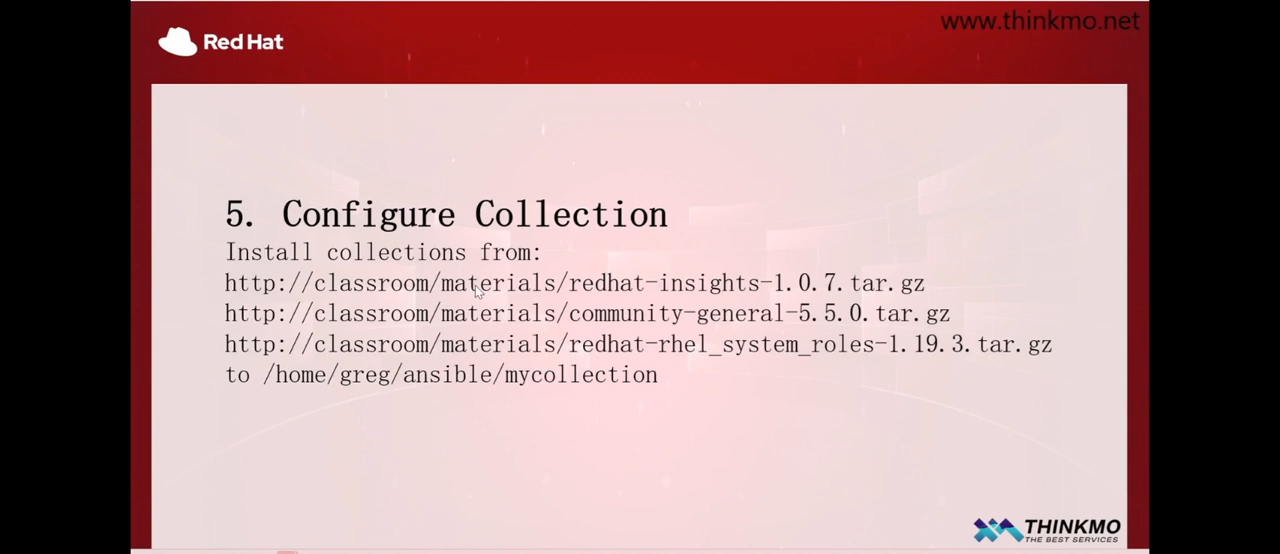 www.thinkmo.net
Red Hat
5. Configure Collection
Install collections from:
http://classroom/materials/redhat-insights-1.0.7.tar.gz
http://classroom/materials/community-general-5.5.0.tar.gz
http://classroom/materials/redhat-rhel_system_roles-1.19.3.tar.gz
to /home/greg/ansible/mycollection
THINKMO
THE BEST SERVICES